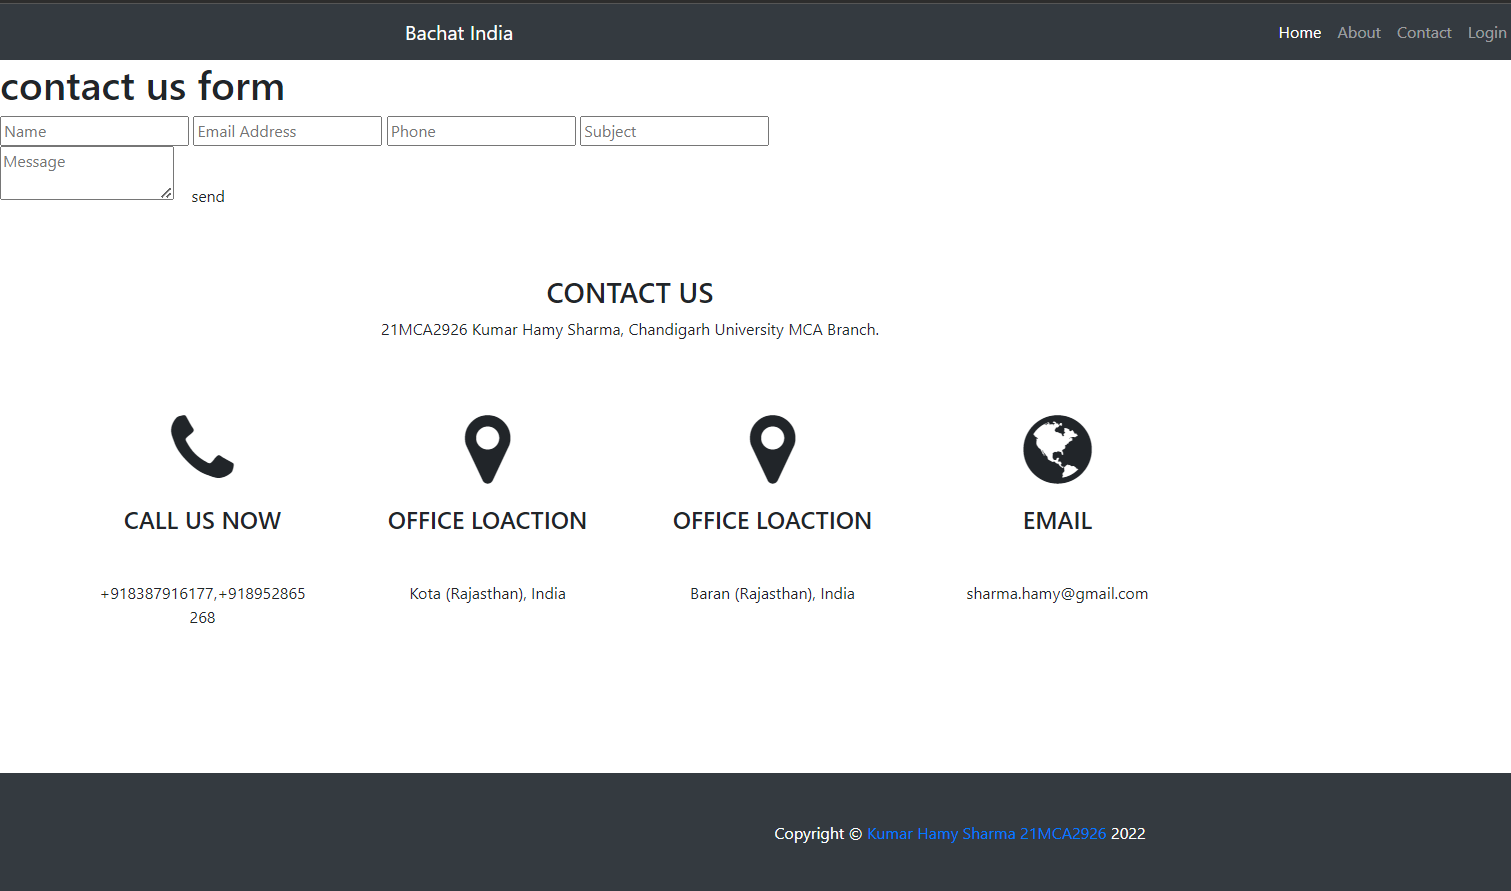 Bachat India Home About Contact Login
contact us form
Name Email Address Phone Subject
Message
send
CONTACT US
21MCA2926 Kumar Hamy Sharma, Chandigarh University MCA Branch.
CALL US NOW
+918387916177,+918952865
268
OFFICE LOACTION
Kota (Rajasthan), India
OFFICE LOACTION
Baran (Rajasthan), India
EMAIL
sharma.hamy@gmail.com
Copyright © Kumar Hamy Sharma 21MCA2926 2022